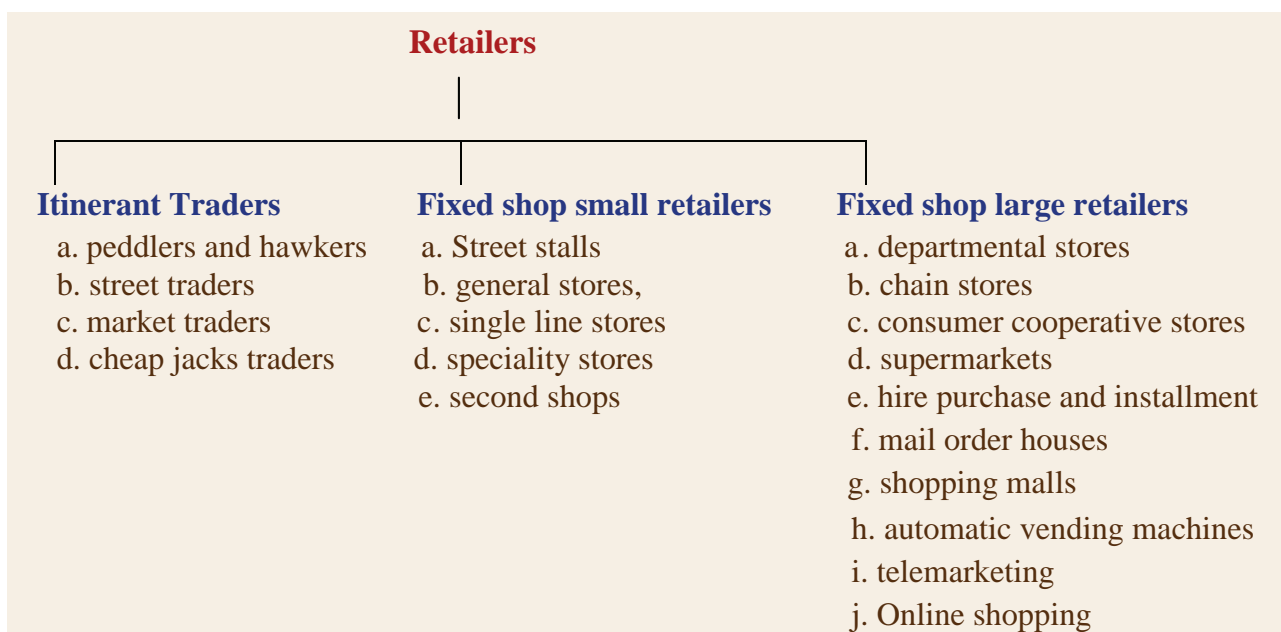 Retailers
Itinerant Traders
a. peddlers and hawkers
b. street traders
c. market traders
d. cheap jacks traders
Fixed shop small retailers
a. Street stalls
b. general stores,
c. single line stores
d. speciality stores
e. second shops
Fixed shop large retailers
a. departmental stores
b. chain stores
c. consumer cooperative stores
d. supermarkets
e. hire purchase and installment
f. mail order houses
g. shopping malls
h. automatic vending machines
i. telemarketing
j. Online shopping